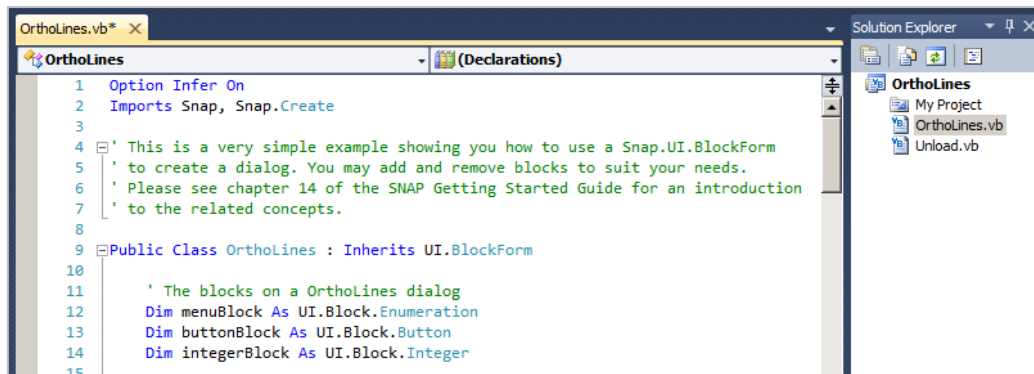 OrthoLines.vb*
OrthoLines (Declarations)
1 Option Infer On
2 Imports Snap, Snap.Create
3
4 ' This is a very simple example showing you how to use a Snap.UI.BlockForm
5 ' to create a dialog. You may add and remove blocks to suit your needs.
6 ' Please see chapter 14 of the SNAP Getting Started Guide for an introduction
7 ' to the related concepts.
8
9 Public Class OrthoLines : Inherits UI.BlockForm
10
11 ' The blocks on a OrthoLines dialog
12 Dim menuBlock As UI.Block.Enumeration
13 Dim buttonBlock As UI.Block.Button
14 Dim integerBlock As UI.Block.Integer
15
Solution Explorer
OrthoLines
My Project
OrthoLines.vb
Unload.vb